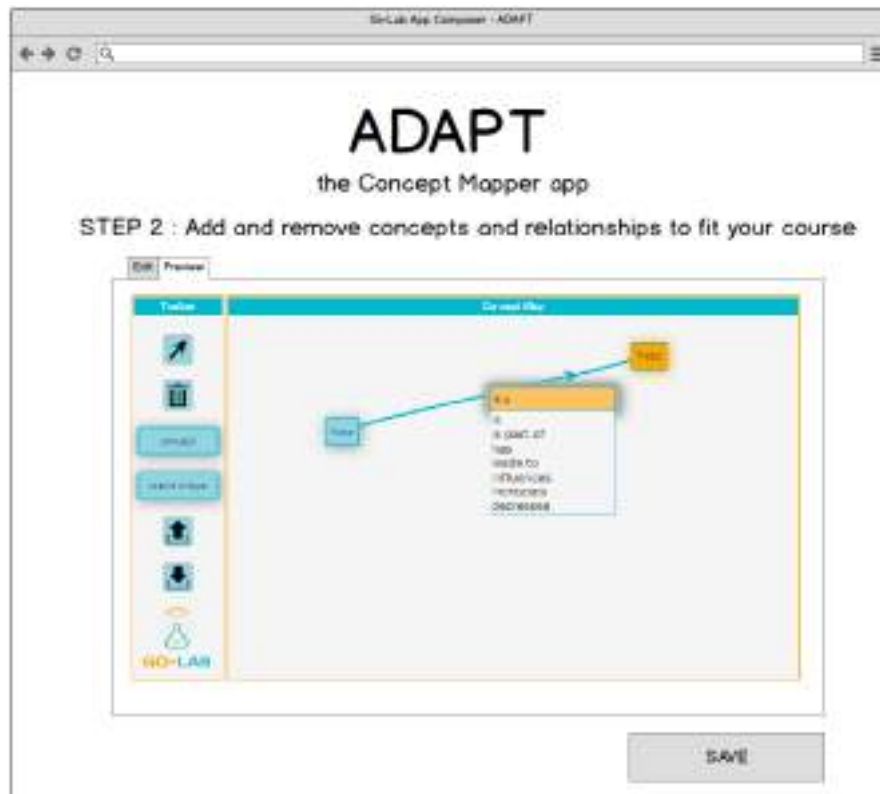 Go-Lab App Composer - ADAPT
ADAPT
the Concept Mapper app
STEP 2 : Add and remove concepts and relationships to fit your course
Edit Preview
Toolbar
Concept Map
is a
is
is part of
has
leads to
influences
increases
decreases
GO-LAB
SAVE